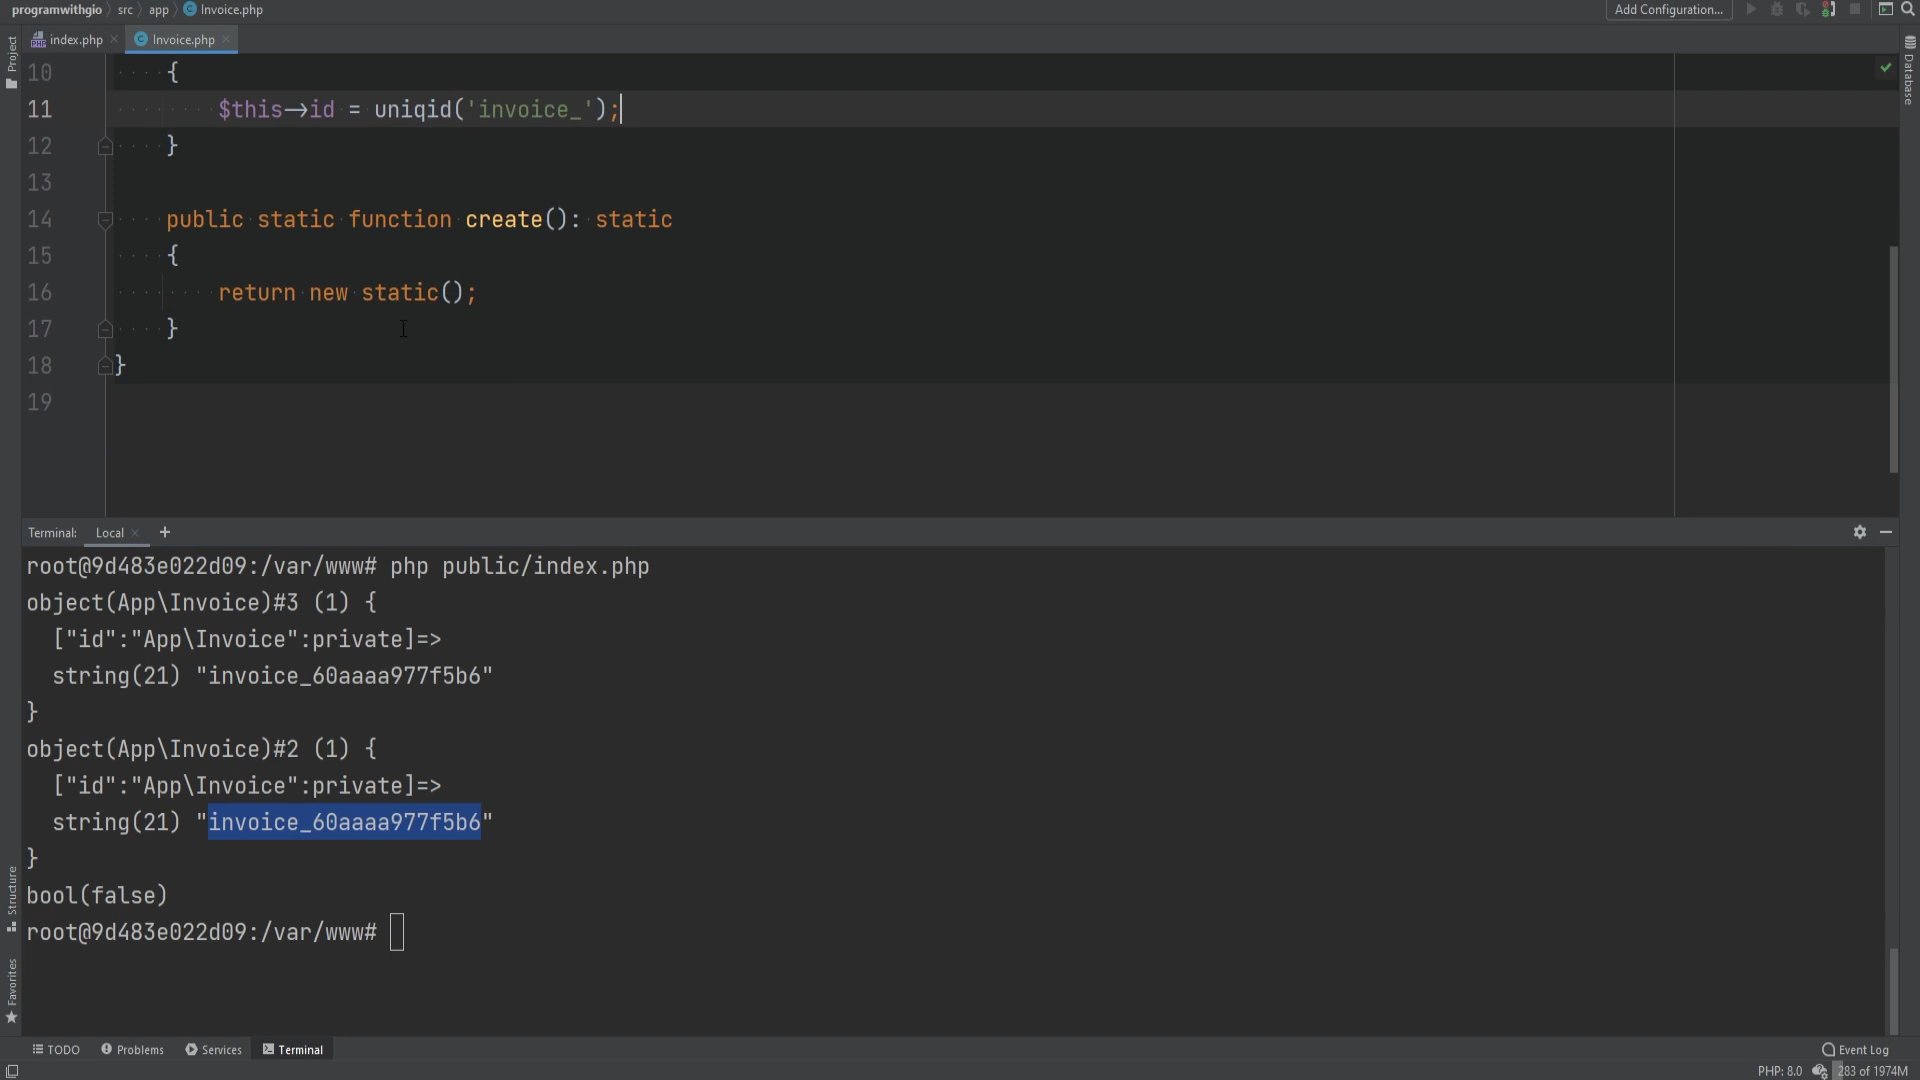 programwithgio src app Invoice.php Add Configuration...
index.php Invoice.php
Project
Database
10 {
11 $this->id = uniqid('invoice_');
12 }
13
14 public static function create(): static
15 {
16 return new static();
17 }
18 }
19
Terminal: Local +
root@9d483e022d09:/var/www# php public/index.php
object(App\Invoice)#3 (1) {
["id":"App\Invoice":private]=>
string(21) "invoice_60aaaa977f5b6"
}
object(App\Invoice)#2 (1) {
["id":"App\Invoice":private]=>
string(21) "invoice_60aaaa977f5b6"
}
bool(false)
root@9d483e022d09:/var/www#
Structure
Favorites
TODO Problems Services Terminal Event Log
PHP: 8.0 283 of 1974M